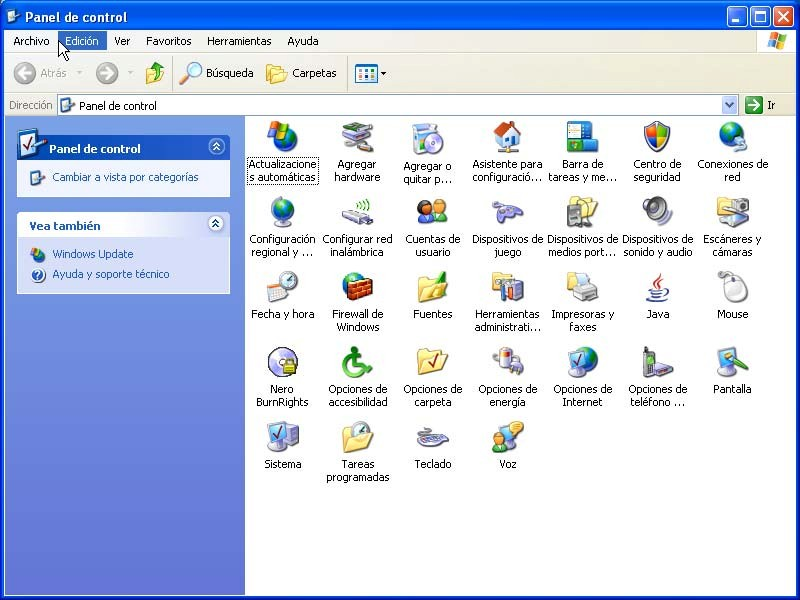 Panel de control
Archivo Edición Ver Favoritos Herramientas Ayuda
Atrás Búsqueda Carpetas
Dirección Panel de control Ir
Panel de control
Cambiar a vista por categorías
Vea también
Windows Update
Ayuda y soporte técnico
Actualizacione
s automáticas
Agregar
hardware
Agregar o
quitar p...
Asistente para
configuració...
Barra de
tareas y me...
Centro de
seguridad
Conexiones de
red
Configuración
regional y ...
Configurar red
inalámbrica
Cuentas de
usuario
Dispositivos de
juego
Dispositivos de
medios port...
Dispositivos de
sonido y audio
Escáneres y
cámaras
Fecha y hora
Firewall de
Windows
Fuentes
Herramientas
administrati...
Impresoras y
faxes
Java
Mouse
Nero
BurnRights
Opciones de
accesibilidad
Opciones de
carpeta
Opciones de
energía
Opciones de
Internet
Opciones de
teléfono ...
Pantalla
Sistema
Tareas
programadas
Teclado
Voz